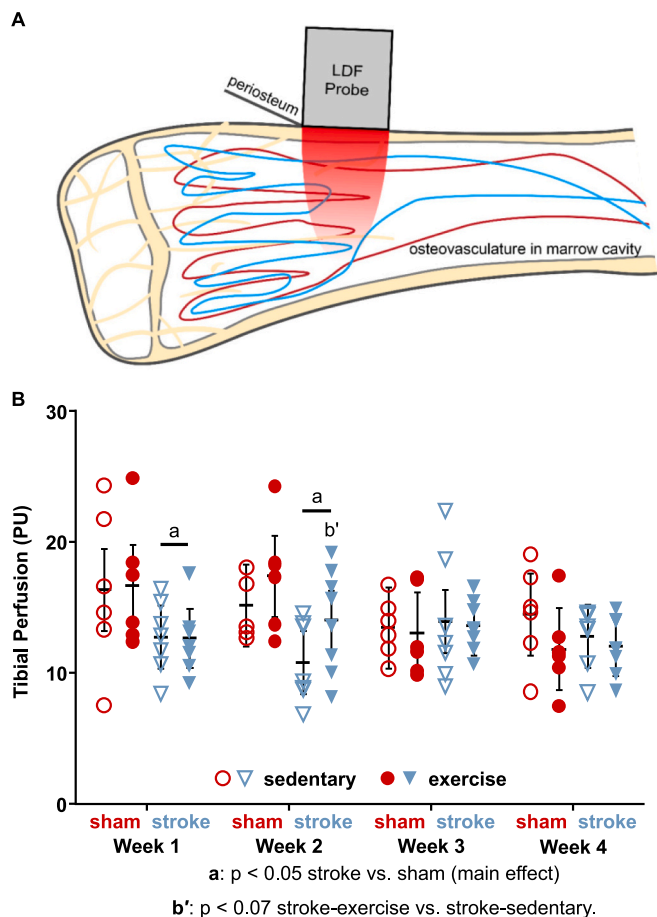 A
LDF
Probe
periosteum
osteovasculature in marrow cavity
B
Tibial Perfusion (PU)
30
20
10
0
a
a
b'
sedentary
exercise
sham stroke sham stroke sham stroke sham stroke
Week 1 Week 2 Week 3 Week 4
a: p < 0.05 stroke vs. sham (main effect)
b′: p < 0.07 stroke-exercise vs. stroke-sedentary.